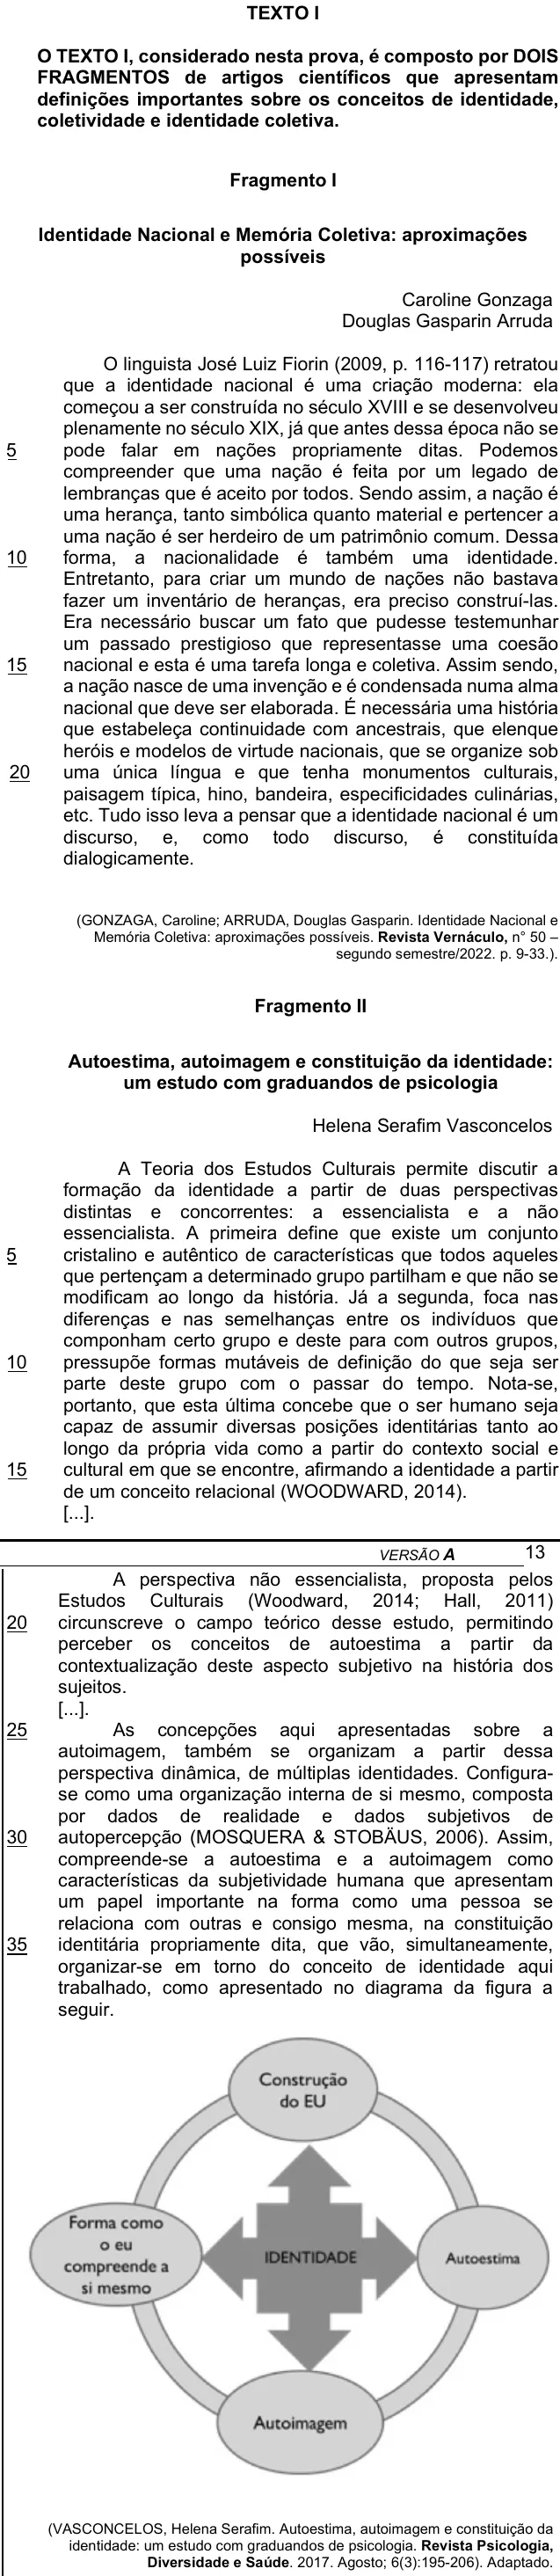 TEXTO I
O TEXTO I, considerado nesta prova, é composto por DOIS
FRAGMENTOS de artigos científicos que apresentam
definições importantes sobre os conceitos de identidade,
coletividade e identidade coletiva.
Fragmento I
Identidade Nacional e Memória Coletiva: aproximações
possíveis
Caroline Gonzaga
Douglas Gasparin Arruda
O linguista José Luiz Fiorin (2009, p. 116-117) retratou
que a identidade nacional é uma criação moderna: ela
começou a ser construída no século XVIII e se desenvolveu
plenamente no século XIX, já que antes dessa época não se
5 pode falar em nações propriamente ditas. Podemos
compreender que uma nação é feita por um legado de
lembranças que é aceito por todos. Sendo assim, a nação é
uma herança, tanto simbólica quanto material e pertencer a
uma nação é ser herdeiro de um patrimônio comum. Dessa
10 forma, a nacionalidade é também uma identidade.
Entretanto, para criar um mundo de nações não bastava
fazer um inventário de heranças, era preciso construí-las.
Era necessário buscar um fato que pudesse testemunhar
um passado prestigioso que representasse uma coesão
15 nacional e esta é uma tarefa longa e coletiva. Assim sendo,
a nação nasce de uma invenção e é condensada numa alma
nacional que deve ser elaborada. É necessária uma história
que estabeleça continuidade com ancestrais, que elenque
heróis e modelos de virtude nacionais, que se organize sob
20 uma única língua e que tenha monumentos culturais,
paisagem típica, hino, bandeira, especificidades culinárias,
etc. Tudo isso leva a pensar que a identidade nacional é um
discurso, e, como todo discurso, é constituída
dialogicamente.
(GONZAGA, Caroline; ARRUDA, Douglas Gasparin. Identidade Nacional e
Memória Coletiva: aproximações possíveis. Revista Vernáculo, n° 50 –
segundo semestre/2022. p. 9-33.).
Fragmento II
Autoestima, autoimagem e constituição da identidade:
um estudo com graduandos de psicologia
Helena Serafim Vasconcelos
A Teoria dos Estudos Culturais permite discutir a
formação da identidade a partir de duas perspectivas
distintas e concorrentes: a essencialista e a não
essencialista. A primeira define que existe um conjunto
5 cristalino e autêntico de características que todos aqueles
que pertençam a determinado grupo partilham e que não se
modificam ao longo da história. Já a segunda, foca nas
diferenças e nas semelhanças entre os indivíduos que
componham certo grupo e deste para com outros grupos,
10 pressupõe formas mutáveis de definição do que seja ser
parte deste grupo com o passar do tempo. Nota-se,
portanto, que esta última concebe que o ser humano seja
capaz de assumir diversas posições identitárias tanto ao
longo da própria vida como a partir do contexto social e
15 cultural em que se encontre, afirmando a identidade a partir
de um conceito relacional (WOODWARD, 2014).
[...].
VERSÃO A 13
A perspectiva não essencialista, proposta pelos
Estudos Culturais (Woodward, 2014; Hall, 2011)
20 circunscreve o campo teórico desse estudo, permitindo
perceber os conceitos de autoestima a partir da
contextualização deste aspecto subjetivo na história dos
sujeitos.
[...].
25 As concepções aqui apresentadas sobre a
autoimagem, também se organizam a partir dessa
perspectiva dinâmica, de múltiplas identidades. Configura-
se como uma organização interna de si mesmo, composta
por dados de realidade e dados subjetivos de
30 autopercepção (MOSQUERA & STOBÄUS, 2006). Assim,
compreende-se a autoestima e a autoimagem como
características da subjetividade humana que apresentam
um papel importante na forma como uma pessoa se
relaciona com outras e consigo mesma, na constituição
35 identitária propriamente dita, que vão, simultaneamente,
organizar-se em torno do conceito de identidade aqui
trabalhado, como apresentado no diagrama da figura a
seguir.
Construção
do EU
Forma como
o eu
compreende a
si mesmo
IDENTIDADE
Autoestima
Autoimagem
(VASCONCELOS, Helena Serafim. Autoestima, autoimagem e constituição da
identidade: um estudo com graduandos de psicologia. Revista Psicologia,
Diversidade e Saúde. 2017. Agosto; 6(3):195-206). Adaptado.